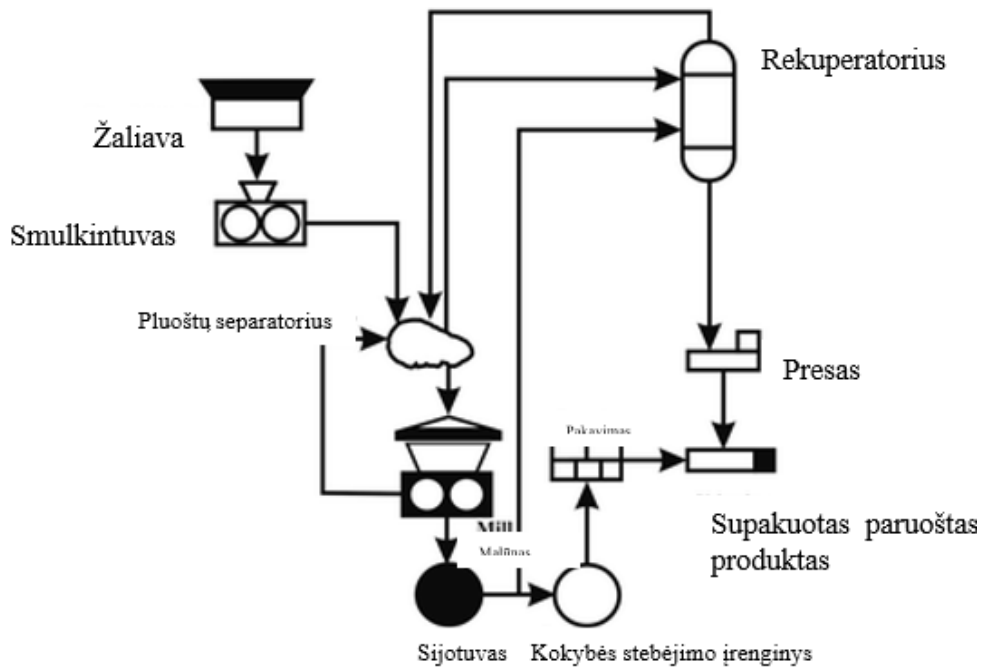 Rekuperatorius
Žaliava
Smulkintuvas
Pluoštų separatorius
Presas
Pakavimas
Supakuotas paruoštas
produktas
Mill
Malūnas
Sijotuvas
Kokybės stebėjimo įrenginys